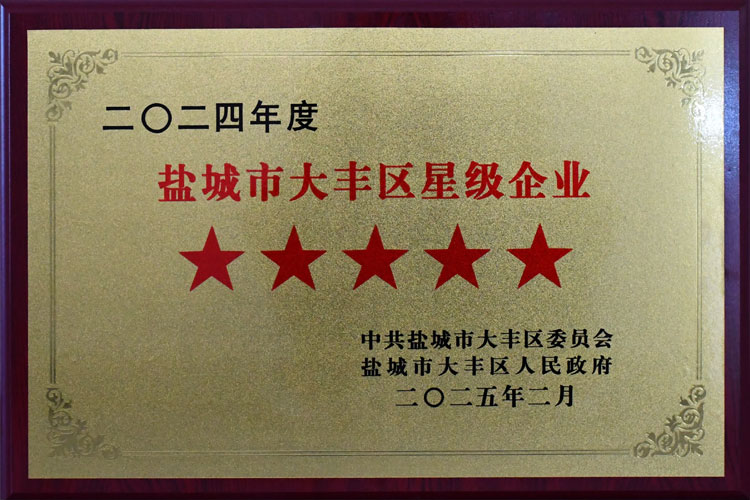 二〇二四年度
盐城市大丰区星级企业
★★★★★
中共盐城市大丰区委员会
盐城市大丰区人民政府
二〇二五年二月